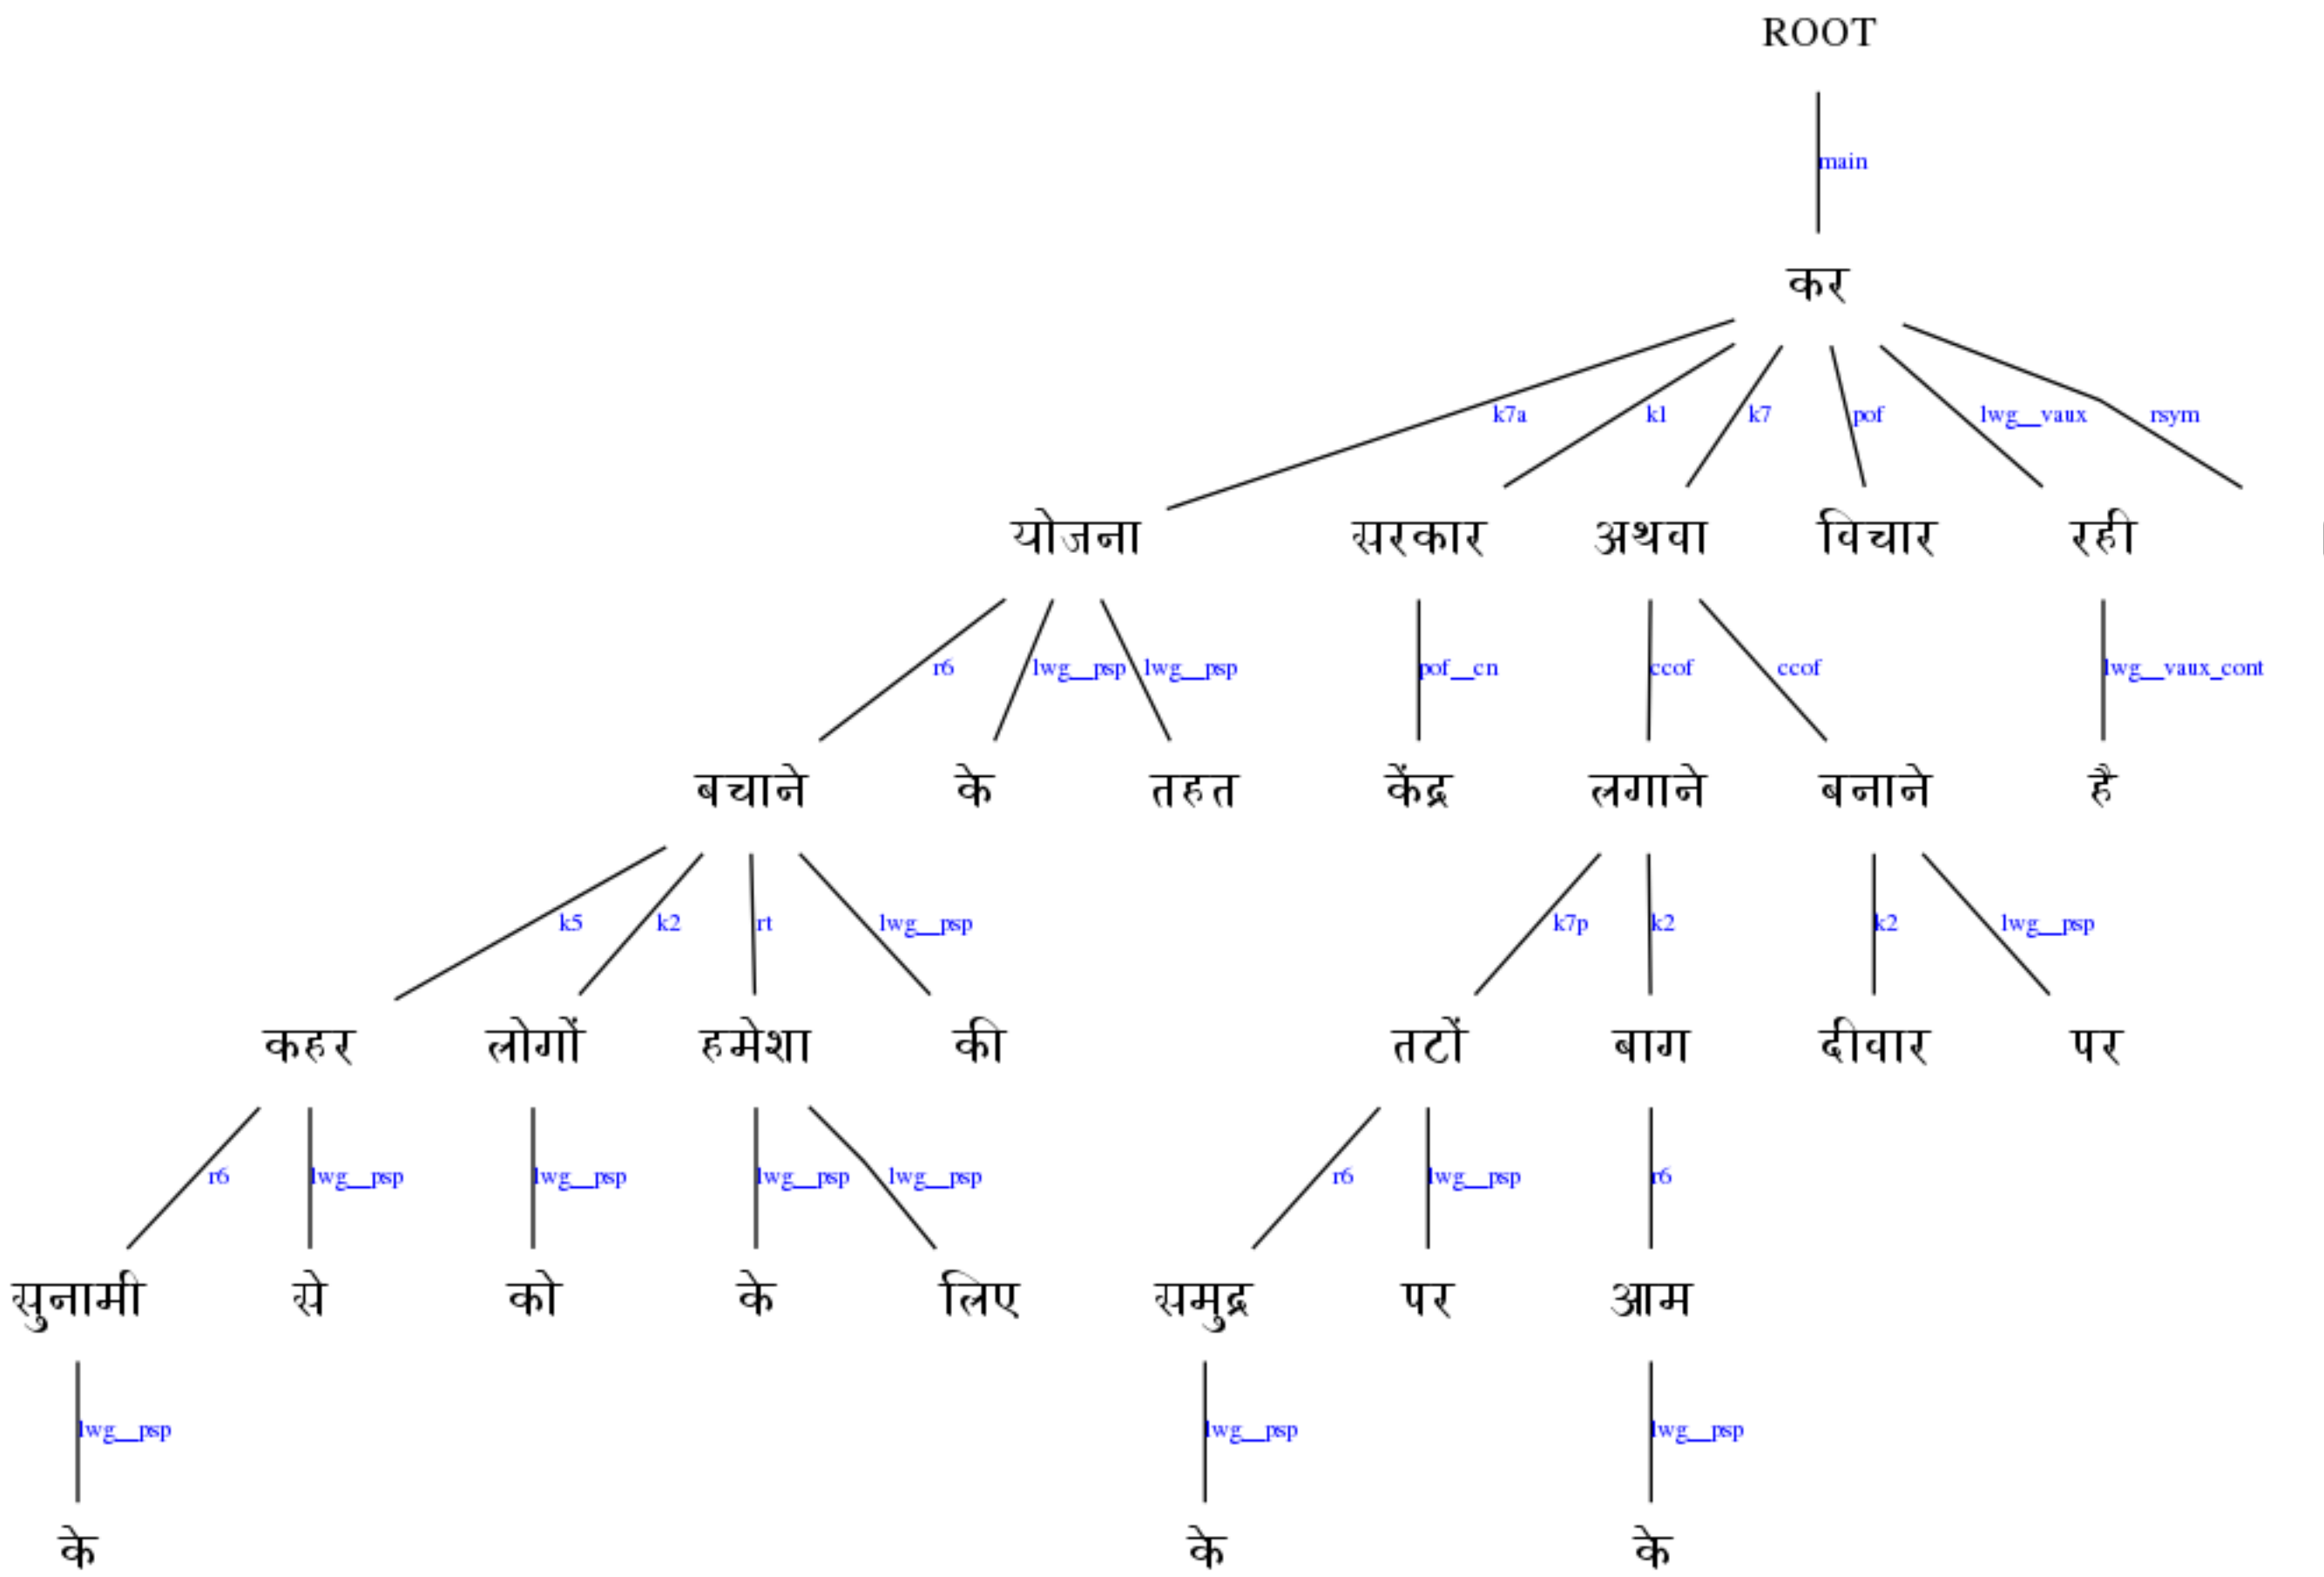 ROOT
main
कर
k7a k1 k7 pof lwg__vaux rsym
योजना सरकार अथवा विचार रही
r6 lwg__psp lwg__psp pof__cn ccof ccof lwg__vaux_cont
बचाने के तहत केंद्र लगाने बनाने है
k5 k2 rt lwg__psp k7p k2 k2 lwg__psp
कहर लोगों हमेशा की तटों बाग दीवार पर
r6 lwg__psp lwg__psp lwg__psp lwg__psp r6 lwg__psp r6
सुनामी से को के लिए समुद्र पर आम
lwg__psp lwg__psp lwg__psp
के के के